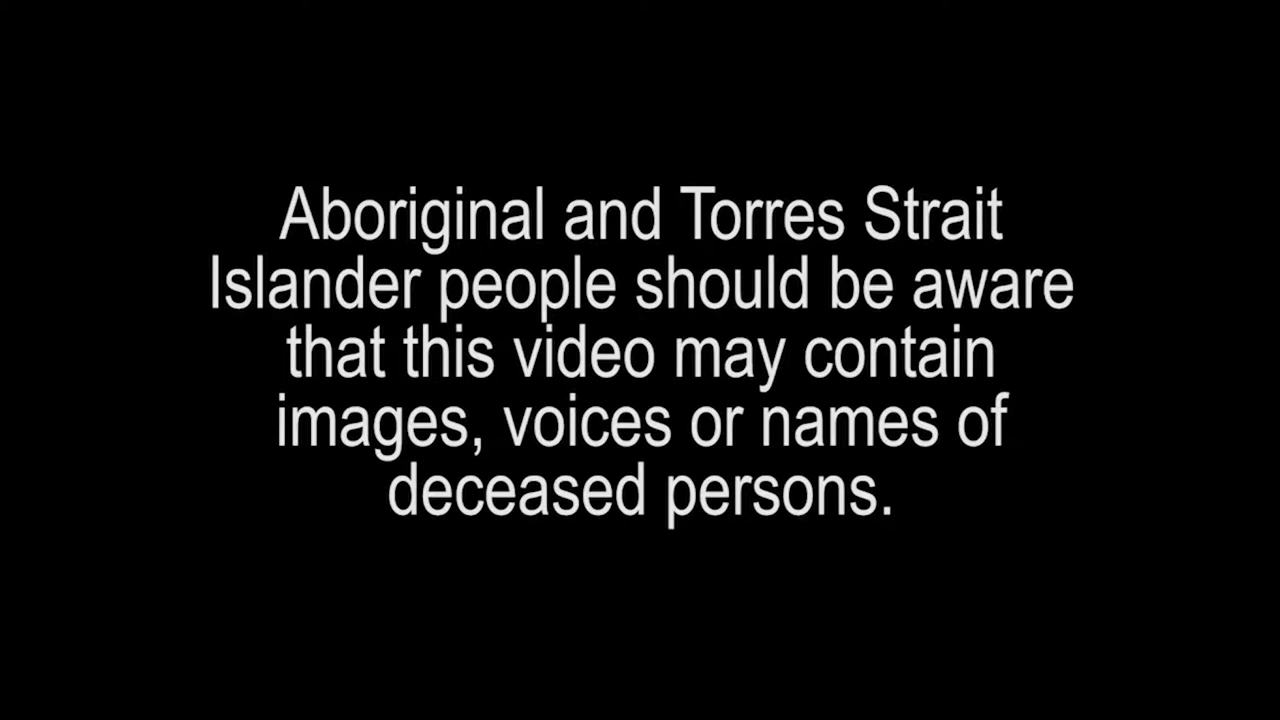 Aboriginal and Torres Strait
Islander people should be aware
that this video may contain
images, voices or names of
deceased persons.